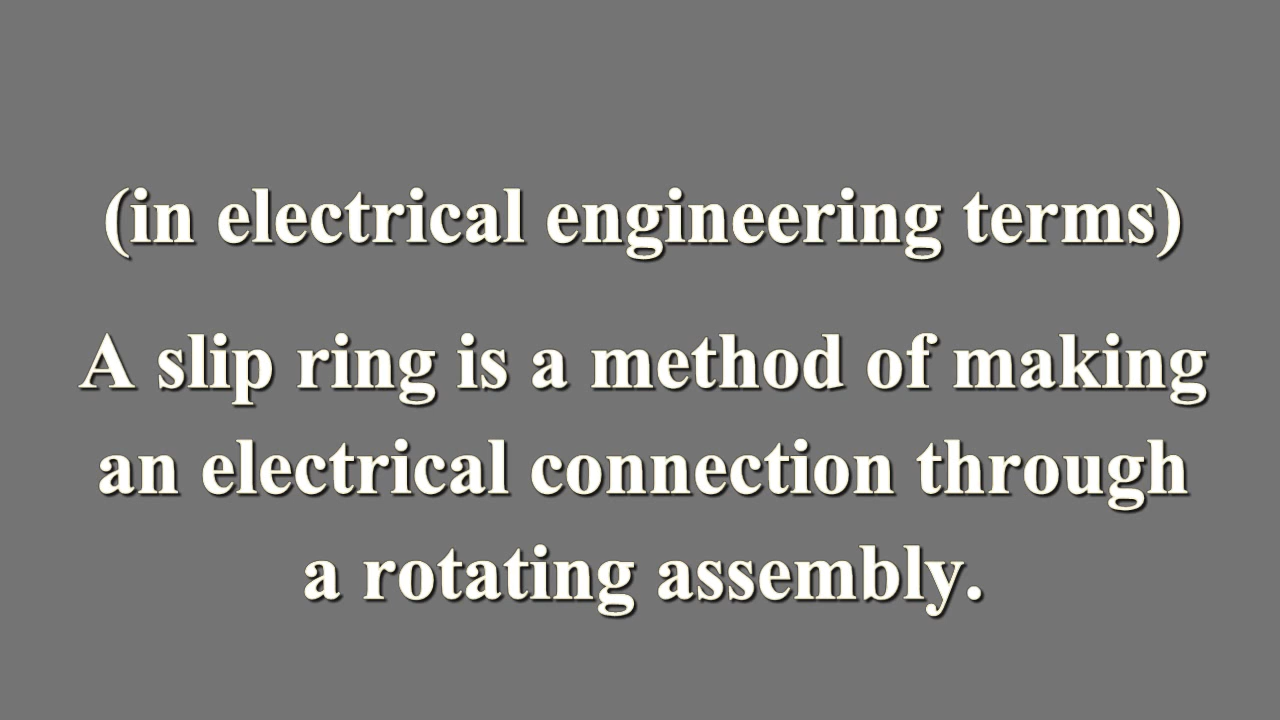 (in electrical engineering terms)
A slip ring is a method of making
an electrical connection through
a rotating assembly.